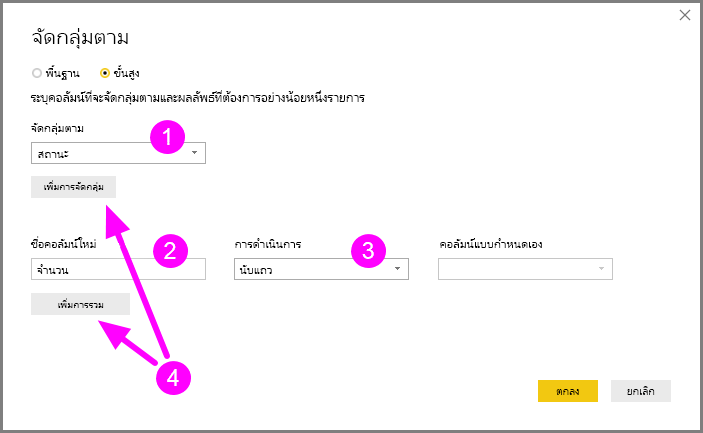 จัดกลุ่มตาม
พื้นฐาน ขั้นสูง
ระบุคอลัมน์ที่จะจัดกลุ่มตามและผลลัพธ์ที่ต้องการอย่างน้อยหนึ่งรายการ
จัดกลุ่มตาม 1
สถานะ
เพิ่มการจัดกลุ่ม
ชื่อคอลัมน์ใหม่ 2 การดำเนินการ 3 คอลัมน์แบบกำหนดเอง
จำนวน นับแถว
เพิ่มการรวม
4
ตกลง ยกเลิก